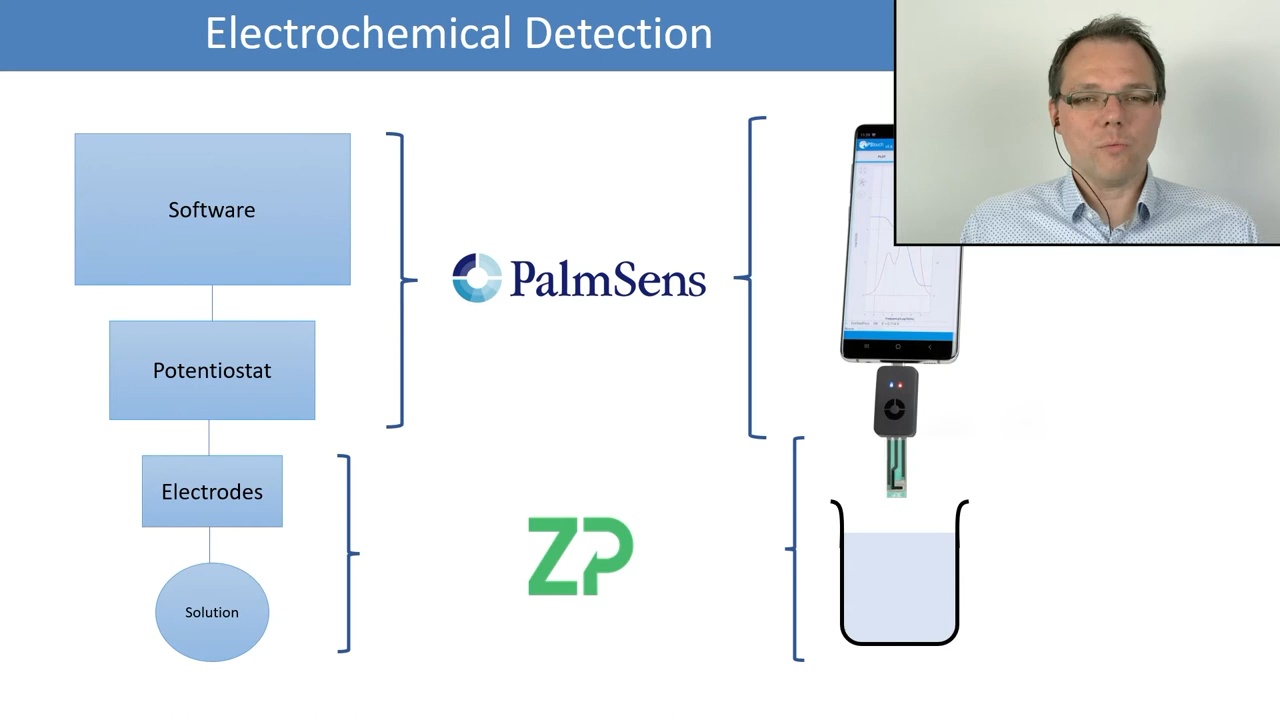 Electrochemical Detection
Software
Potentiostat
Electrodes
Solution
PalmSens
ZP